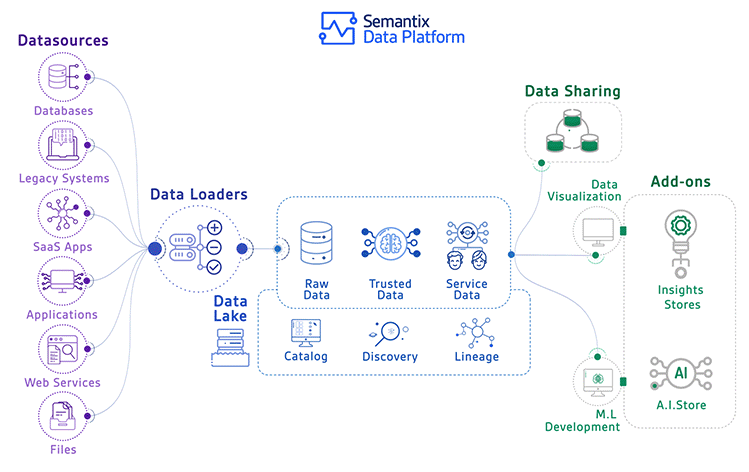 Semantix
Data Platform
Datasources
Databases
Legacy Systems
SaaS Apps
Applications
Web Services
Files
Data Loaders
Data
Lake
Raw
Data
Trusted
Data
Service
Data
Catalog
Discovery
Lineage
Data Sharing
Data
Visualization
Add-ons
Insights
Stores
AI
A.I.Store
M.L
Development